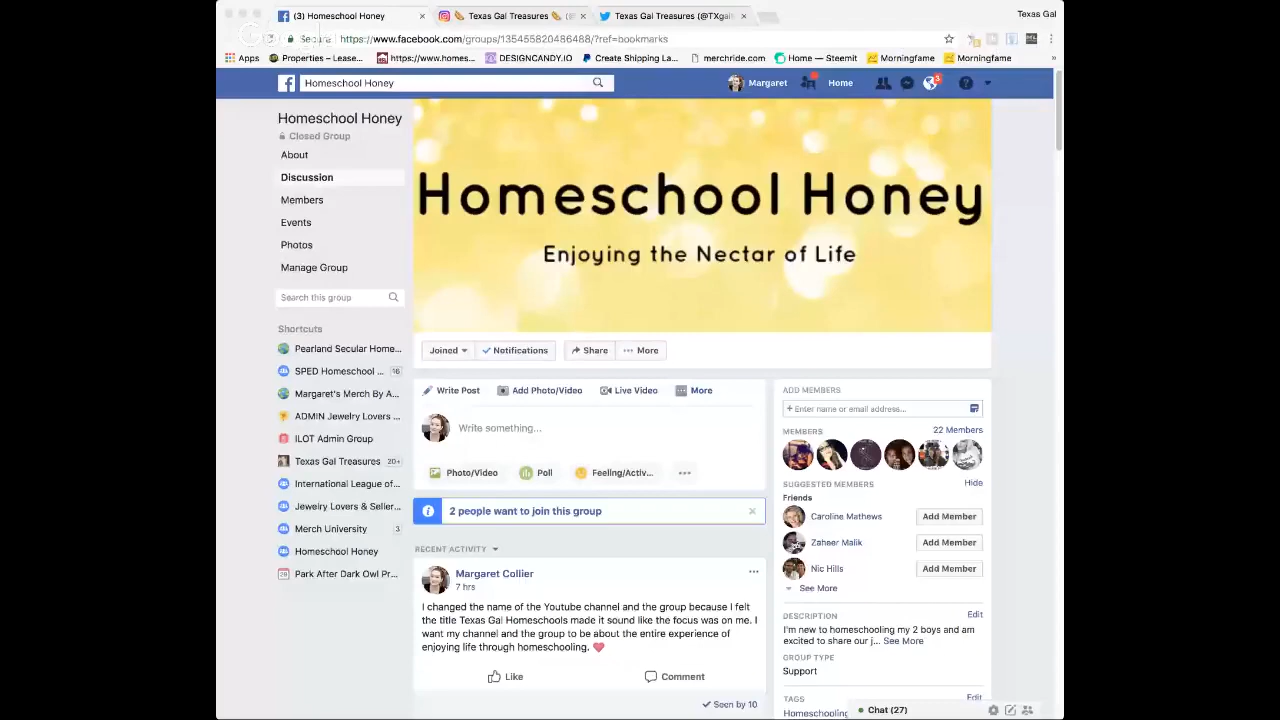 (3) Homeschool Honey
Texas Gal Treasures
Texas Gal Treasures (@TXgal
Texas Gal
Secure
https://www.facebook.com/groups/135455820486488/?ref=bookmarks
Apps
Properties – Lease...
https://www.homes...
DESIGNCANDY.IO
Create Shipping La...
merchride.com
Home — Steemit
Morningfame
Morningfame
Homeschool Honey
Margaret
Home
3
Homeschool Honey
Closed Group
About
Discussion
Members
Events
Photos
Manage Group
Search this group
Shortcuts
Pearland Secular Home...
SPED Homeschool ... 16
Margaret's Merch By A...
ADMIN Jewelry Lovers ...
ILOT Admin Group
Texas Gal Treasures 20+
International League of...
Jewelry Lovers & Seller...
Merch University 3
Homeschool Honey
Park After Dark Owl Pr...
Homeschool Honey
Enjoying the Nectar of Life
Joined
Notifications
Share
More
Write Post
Add Photo/Video
Live Video
More
Write something...
Photo/Video
Poll
Feeling/Activ...
2 people want to join this group
RECENT ACTIVITY
Margaret Collier
7 hrs
I changed the name of the Youtube channel and the group because I felt
the title Texas Gal Homeschools made it sound like the focus was on me. I
want my channel and the group to be about the entire experience of
enjoying life through homeschooling.
Like
Comment
Seen by 10
ADD MEMBERS
+ Enter name or email address...
MEMBERS
22 Members
SUGGESTED MEMBERS
Hide
Friends
Caroline Mathews
Add Member
Zaheer Malik
Add Member
Nic Hills
Add Member
See More
DESCRIPTION
Edit
I'm new to homeschooling my 2 boys and am
excited to share our j... See More
GROUP TYPE
Support
TAGS
Edit
Homeschooling
Chat (27)